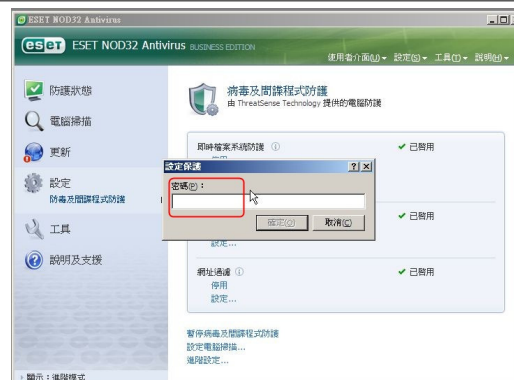 ESET NOD32 Antivirus
eset ESET NOD32 Antivirus BUSINESS EDITION
使用者介面(U) 設定(S) 工具(T) 說明(H)
防護狀態
電腦掃描
更新
設定
防毒及間諜程式防護
工具
說明及支援
病毒及間諜程式防護
由 ThreatSense Technology 提供的電腦防護
即時檔案系統防護 已啟用
設定保護
密碼(P)：
確定(O) 取消(C)
已啟用
設定...
網址過濾 已啟用
停用
設定...
暫停病毒及間諜程式防護
設定電腦掃描...
進階設定...
顯示：進階模式